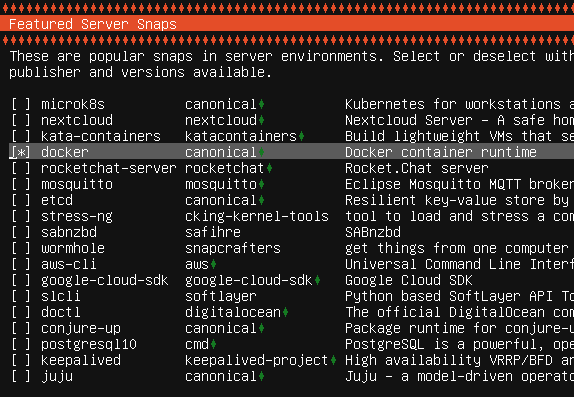 Featured Server Snaps
These are popular snaps in server environments. Select or deselect with
publisher and versions available.
[ ] microk8s canonical♦ Kubernetes for workstations a
[ ] nextcloud nextcloud♦ Nextcloud Server - A safe hom
[ ] kata-containers katacontainers♦ Build lightweight VMs that se
[*] docker canonical♦ Docker container runtime
[ ] rocketchat-server rocketchat♦ Rocket.Chat server
[ ] mosquitto mosquitto♦ Eclipse Mosquitto MQTT broker
[ ] etcd canonical♦ Resilient key-value store by
[ ] stress-ng cking-kernel-tools tool to load and stress a com
[ ] sabnzbd safihre SABnzbd
[ ] wormhole snapcrafters get things from one computer
[ ] aws-cli aws♦ Universal Command Line Interf
[ ] google-cloud-sdk google-cloud-sdk♦ Google Cloud SDK
[ ] slcli softlayer Python based SoftLayer API To
[ ] doctl digitalocean♦ The official DigitalOcean com
[ ] conjure-up canonical♦ Package runtime for conjure-u
[ ] postgresql10 cmd♦ PostgreSQL is a powerful, ope
[ ] keepalived keepalived-project♦ High availability VRRP/BFD an
[ ] juju canonical♦ Juju - a model-driven operato